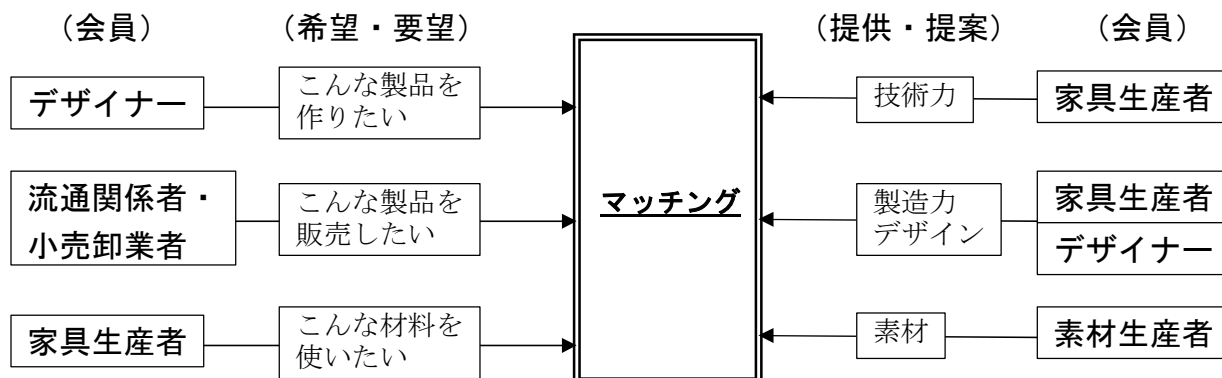 （会員）
（希望・要望）
（提供・提案）
（会員）
デザイナー
こんな製品を
作りたい
技術力
家具生産者
流通関係者・
小売卸業者
こんな製品を
販売したい
マッチング
製造力
デザイン
家具生産者
デザイナー
家具生産者
こんな材料を
使いたい
素材
素材生産者